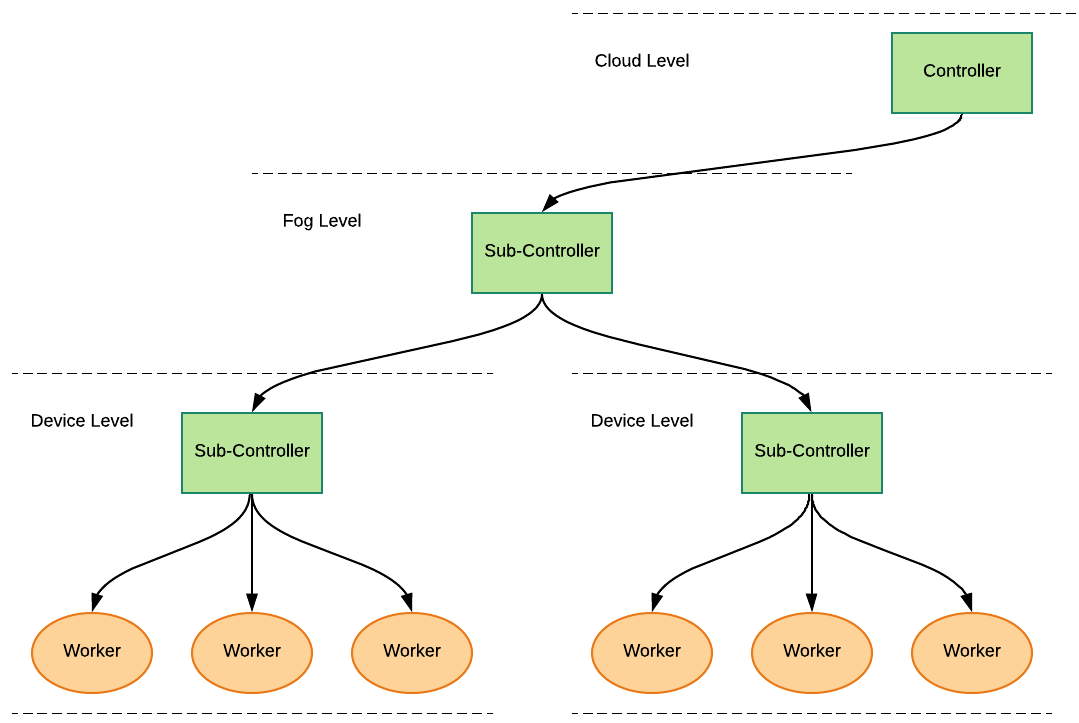 Cloud Level
Controller
Fog Level
Sub-Controller
Device Level
Sub-Controller
Device Level
Sub-Controller
Worker
Worker
Worker
Worker
Worker
Worker